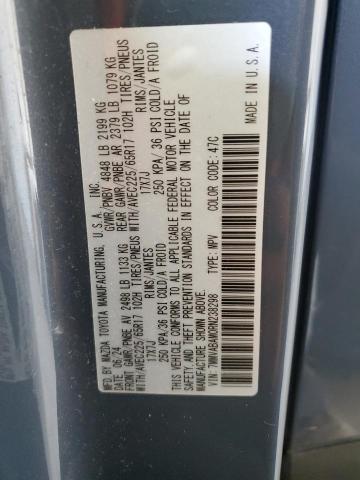 MFD. BY MAZDA TOYOTA MANUFACTURING, U.S.A., INC.
DATE: 06/24 GVWR/PNBV 4848 LB 2199 KG
FRONT GAWR/PNBE AV 2498 LB 1133 KG REAR GAWR/PNBE AR 2379 LB 1079 KG
WITH/AVEC225/65R17 102H TIRES/PNEUS WITH/AVEC225/65R17 102H TIRES/PNEUS
17X7J RIMS/JANTES 17X7J RIMS/JANTES
250 KPA/36 PSI COLD/A FROID 250 KPA/36 PSI COLD/A FROID
THIS VEHICLE CONFORMS TO ALL APPLICABLE FEDERAL MOTOR VEHICLE
SAFETY AND THEFT PREVENTION STANDARDS IN EFFECT ON THE DATE OF
MANUFACTURE SHOWN ABOVE.
VIN: TYPE: MPV COLOR CODE: 47C MADE IN U.S.A.